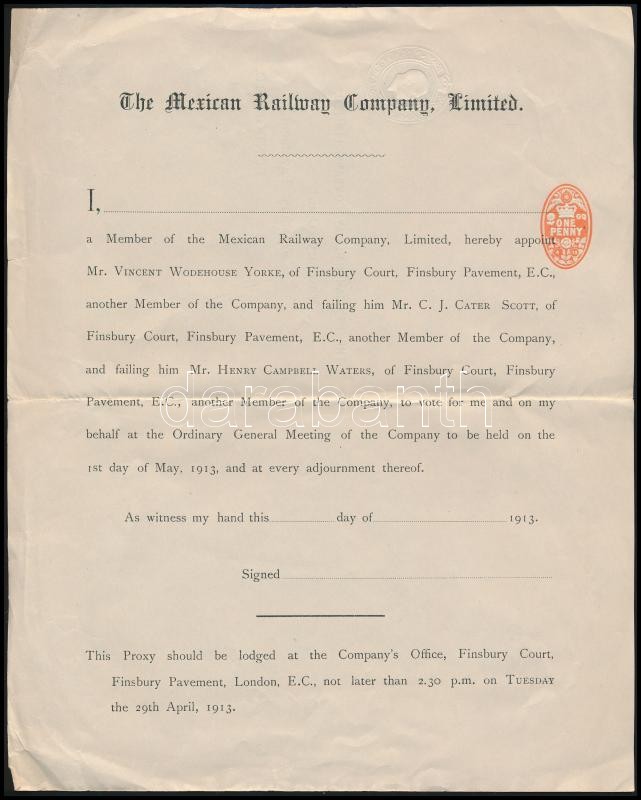 The Mexican Railway Company, Limited.
I,
ONE
PENNY
a Member of the Mexican Railway Company, Limited, hereby appoint
Mr. VINCENT WODEHOUSE YORKE, of Finsbury Court, Finsbury Pavement, E.C.,
another Member of the Company, and failing him Mr. C. J. CATER SCOTT, of
Finsbury Court, Finsbury Pavement, E.C., another Member of the Company,
and failing him Mr. HENRY CAMPBELL WATERS, of Finsbury Court, Finsbury
Pavement, E.C., another Member of the Company, to vote for me and on my
darabanth
behalf at the Ordinary General Meeting of the Company to be held on the
1st day of May, 1913, and at every adjournment thereof.
As witness my hand this day of 1913.
Signed
This Proxy should be lodged at the Company's Office, Finsbury Court,
Finsbury Pavement, London, E.C., not later than 2.30 p.m. on TUESDAY
the 29th April, 1913.